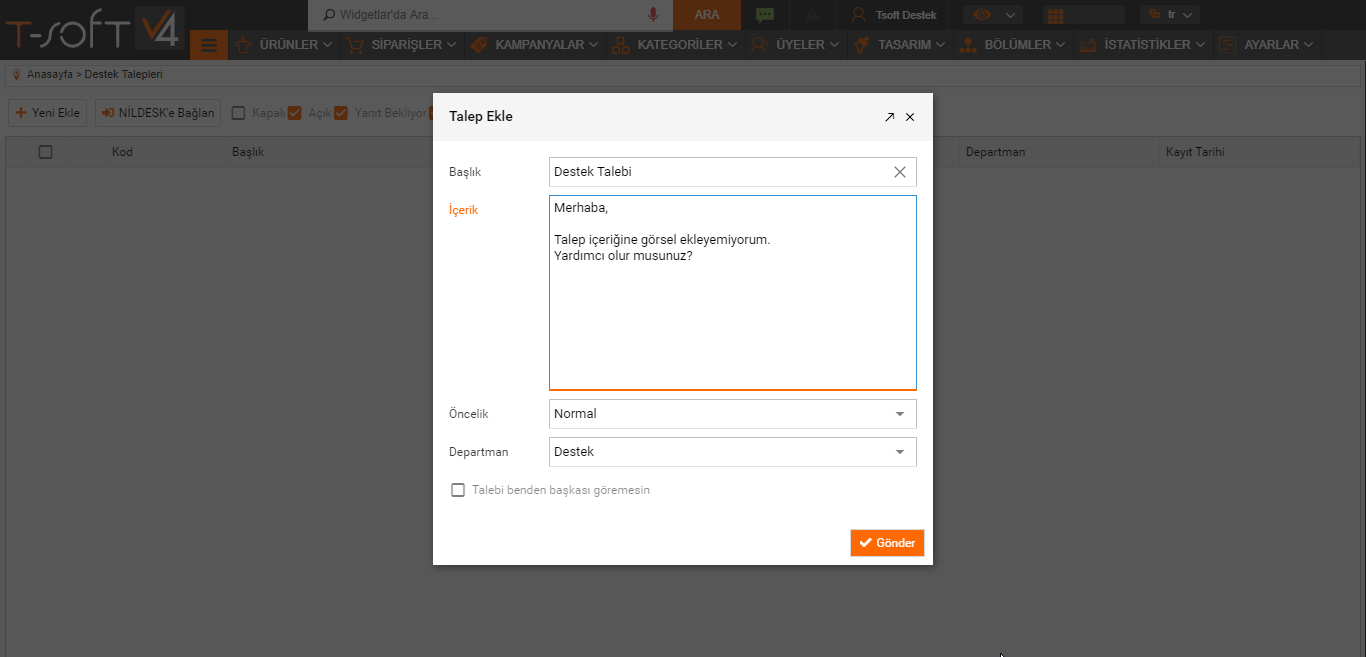 T-SOFT V4
Widgetlar'da Ara...
ARA
Tsoft Destek
tr
ÜRÜNLER
SİPARİŞLER
KAMPANYALAR
KATEGORİLER
ÜYELER
TASARIM
BÖLÜMLER
İSTATİSTİKLER
AYARLAR
Anasayfa > Destek Talepleri
Yeni Ekle
NİLDESK'e Bağlan
Kapalı
Açık
Yanıt Bekliyor
Kod
Başlık
Departman
Kayıt Tarihi
Talep Ekle
Başlık
Destek Talebi
İçerik
Merhaba,
Talep içeriğine görsel ekleyemiyorum.
Yardımcı olur musunuz?
Öncelik
Normal
Departman
Destek
Talebi benden başkası göremesin
Gönder